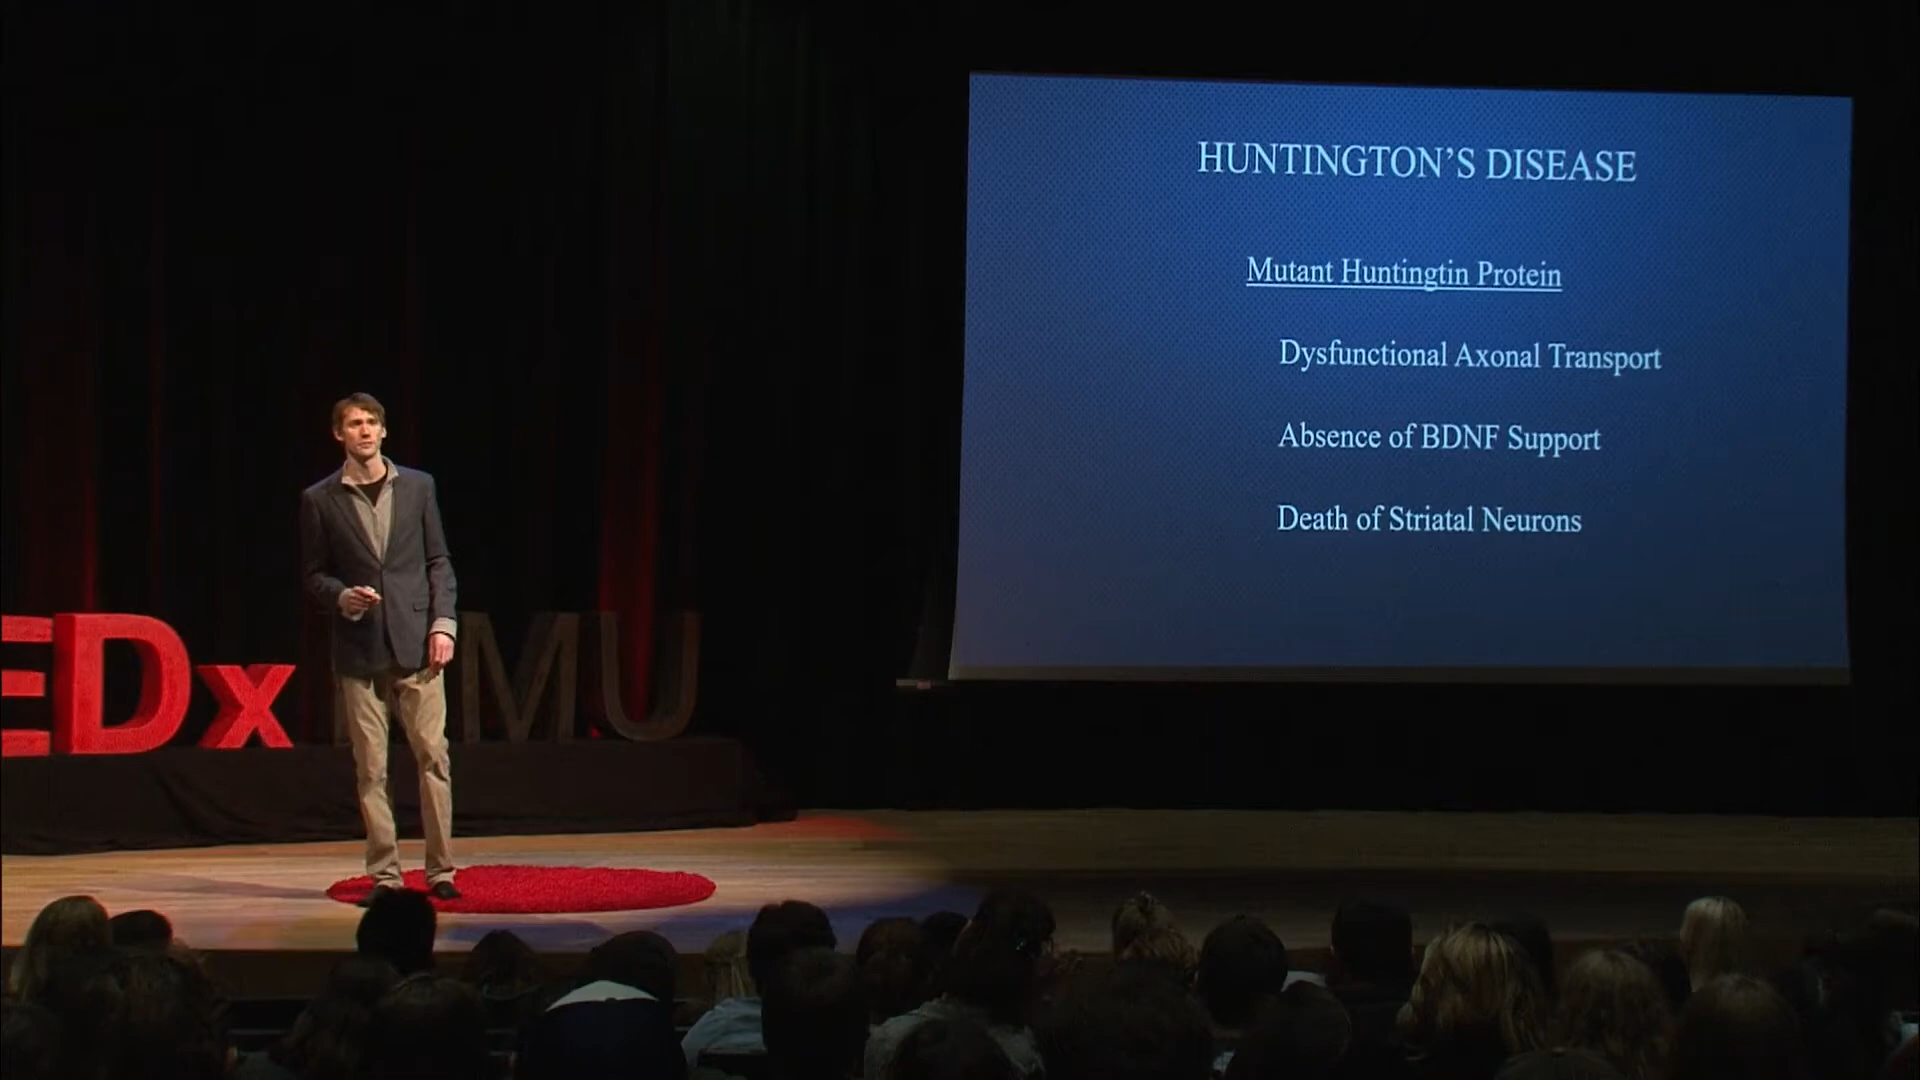 HUNTINGTON'S DISEASE
Mutant Huntingtin Protein
Dysfunctional Axonal Transport
Absence of BDNF Support
Death of Striatal Neurons
EDx MU